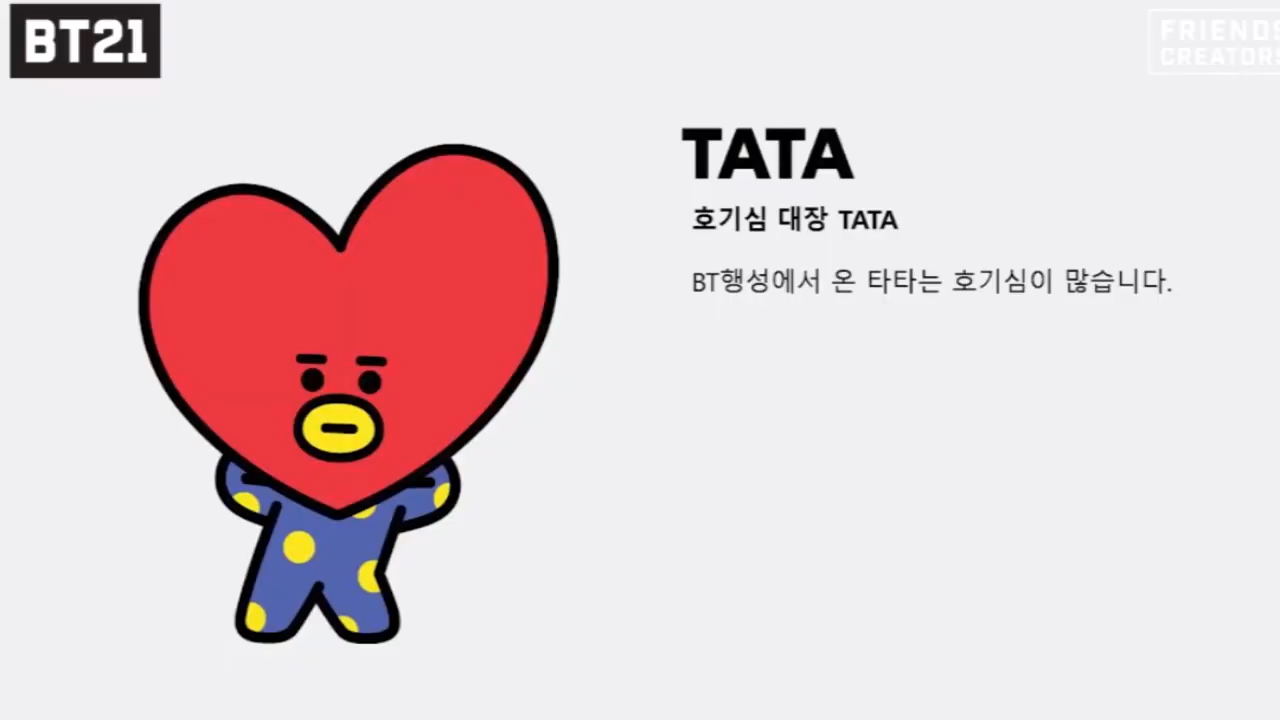 BT21
FRIENDS
CREATORS
TATA
호기심 대장 TATA
BT행성에서 온 타타는 호기심이 많습니다.